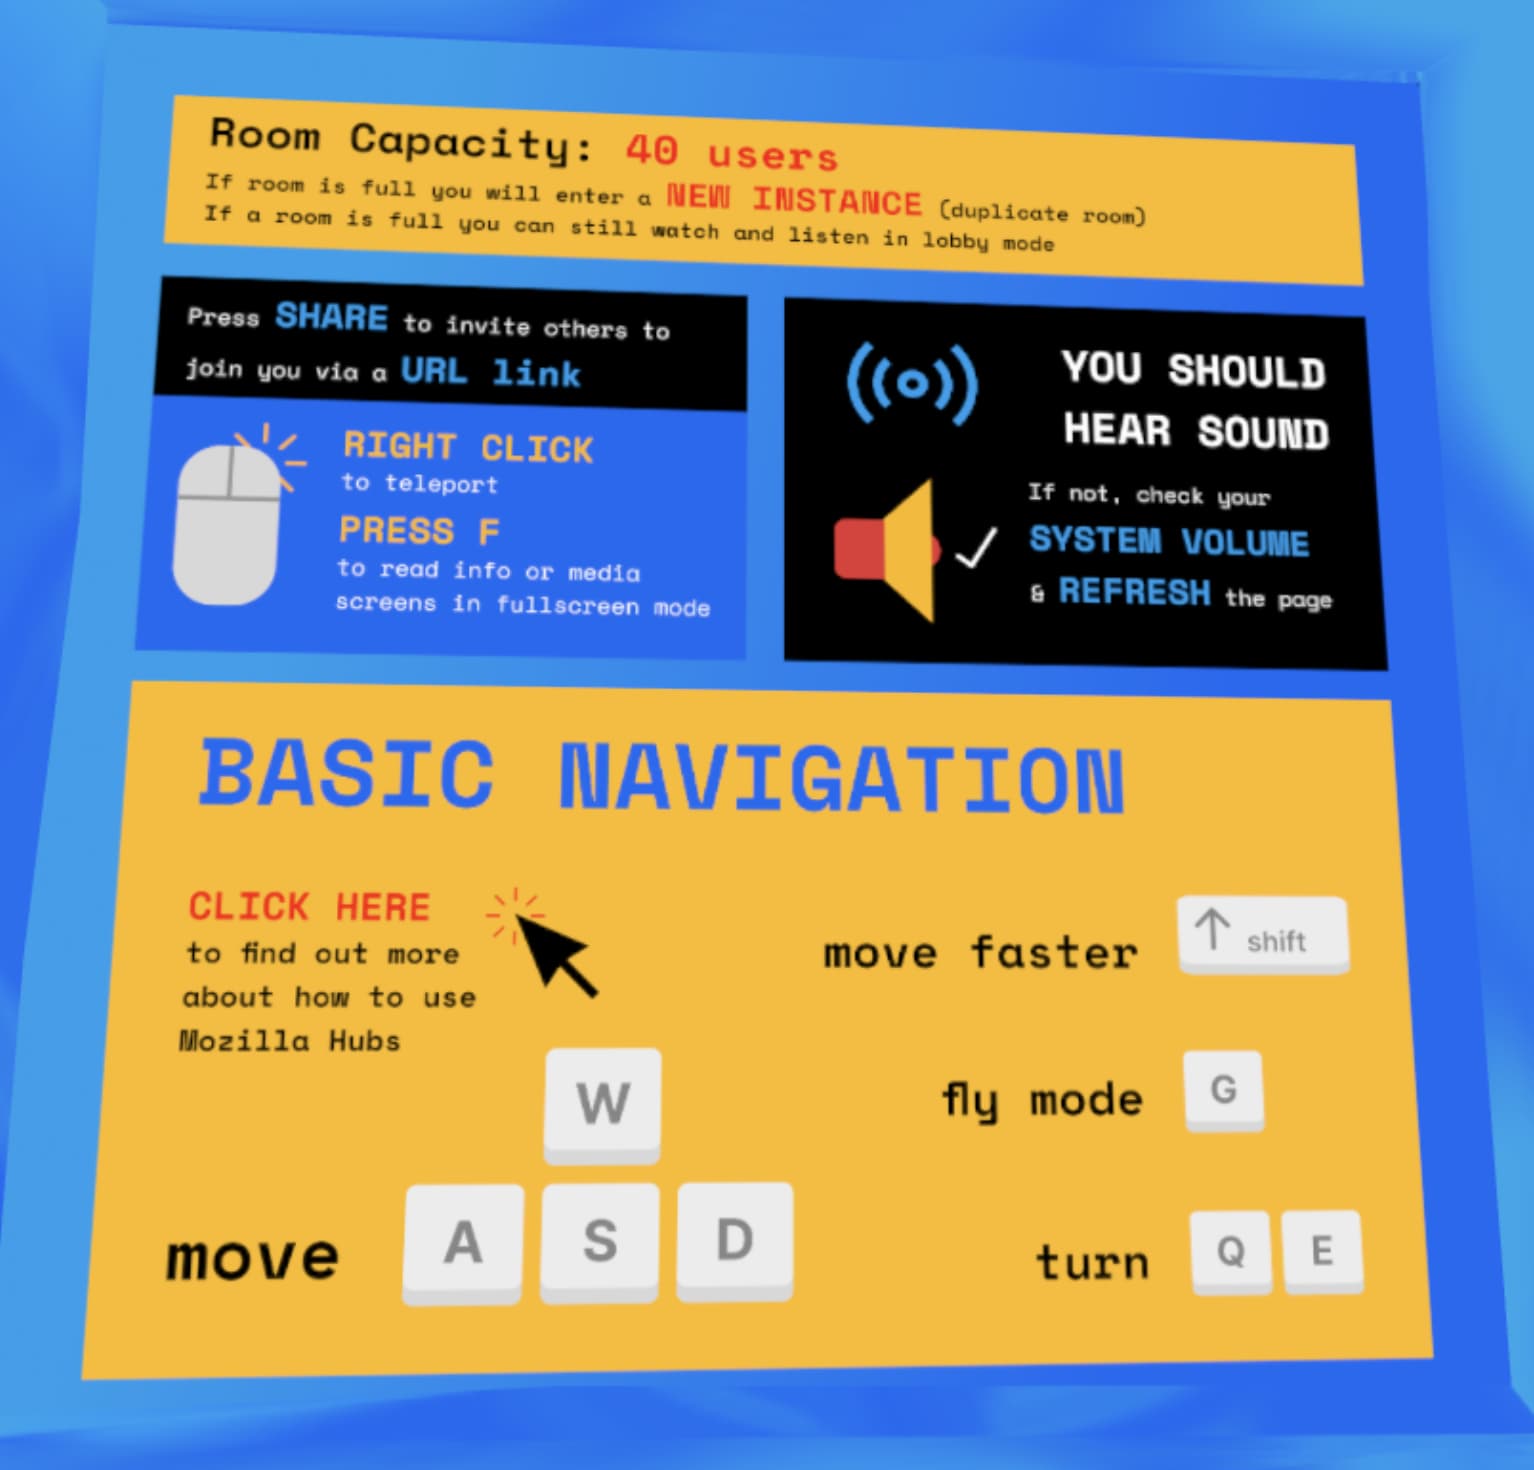 Room Capacity: 40 users
If room is full you will enter a NEW INSTANCE (duplicate room)
If a room is full you can still watch and listen in lobby mode
Press SHARE to invite others to
join you via a URL link
RIGHT CLICK
to teleport
PRESS F
to read info or media
screens in fullscreen mode
YOU SHOULD
HEAR SOUND
If not, check your
SYSTEM VOLUME
& REFRESH the page
BASIC NAVIGATION
CLICK HERE
to find out more
about how to use
Mozilla Hubs
move faster
shift
fly mode
G
W
move
A
S
D
turn
Q
E